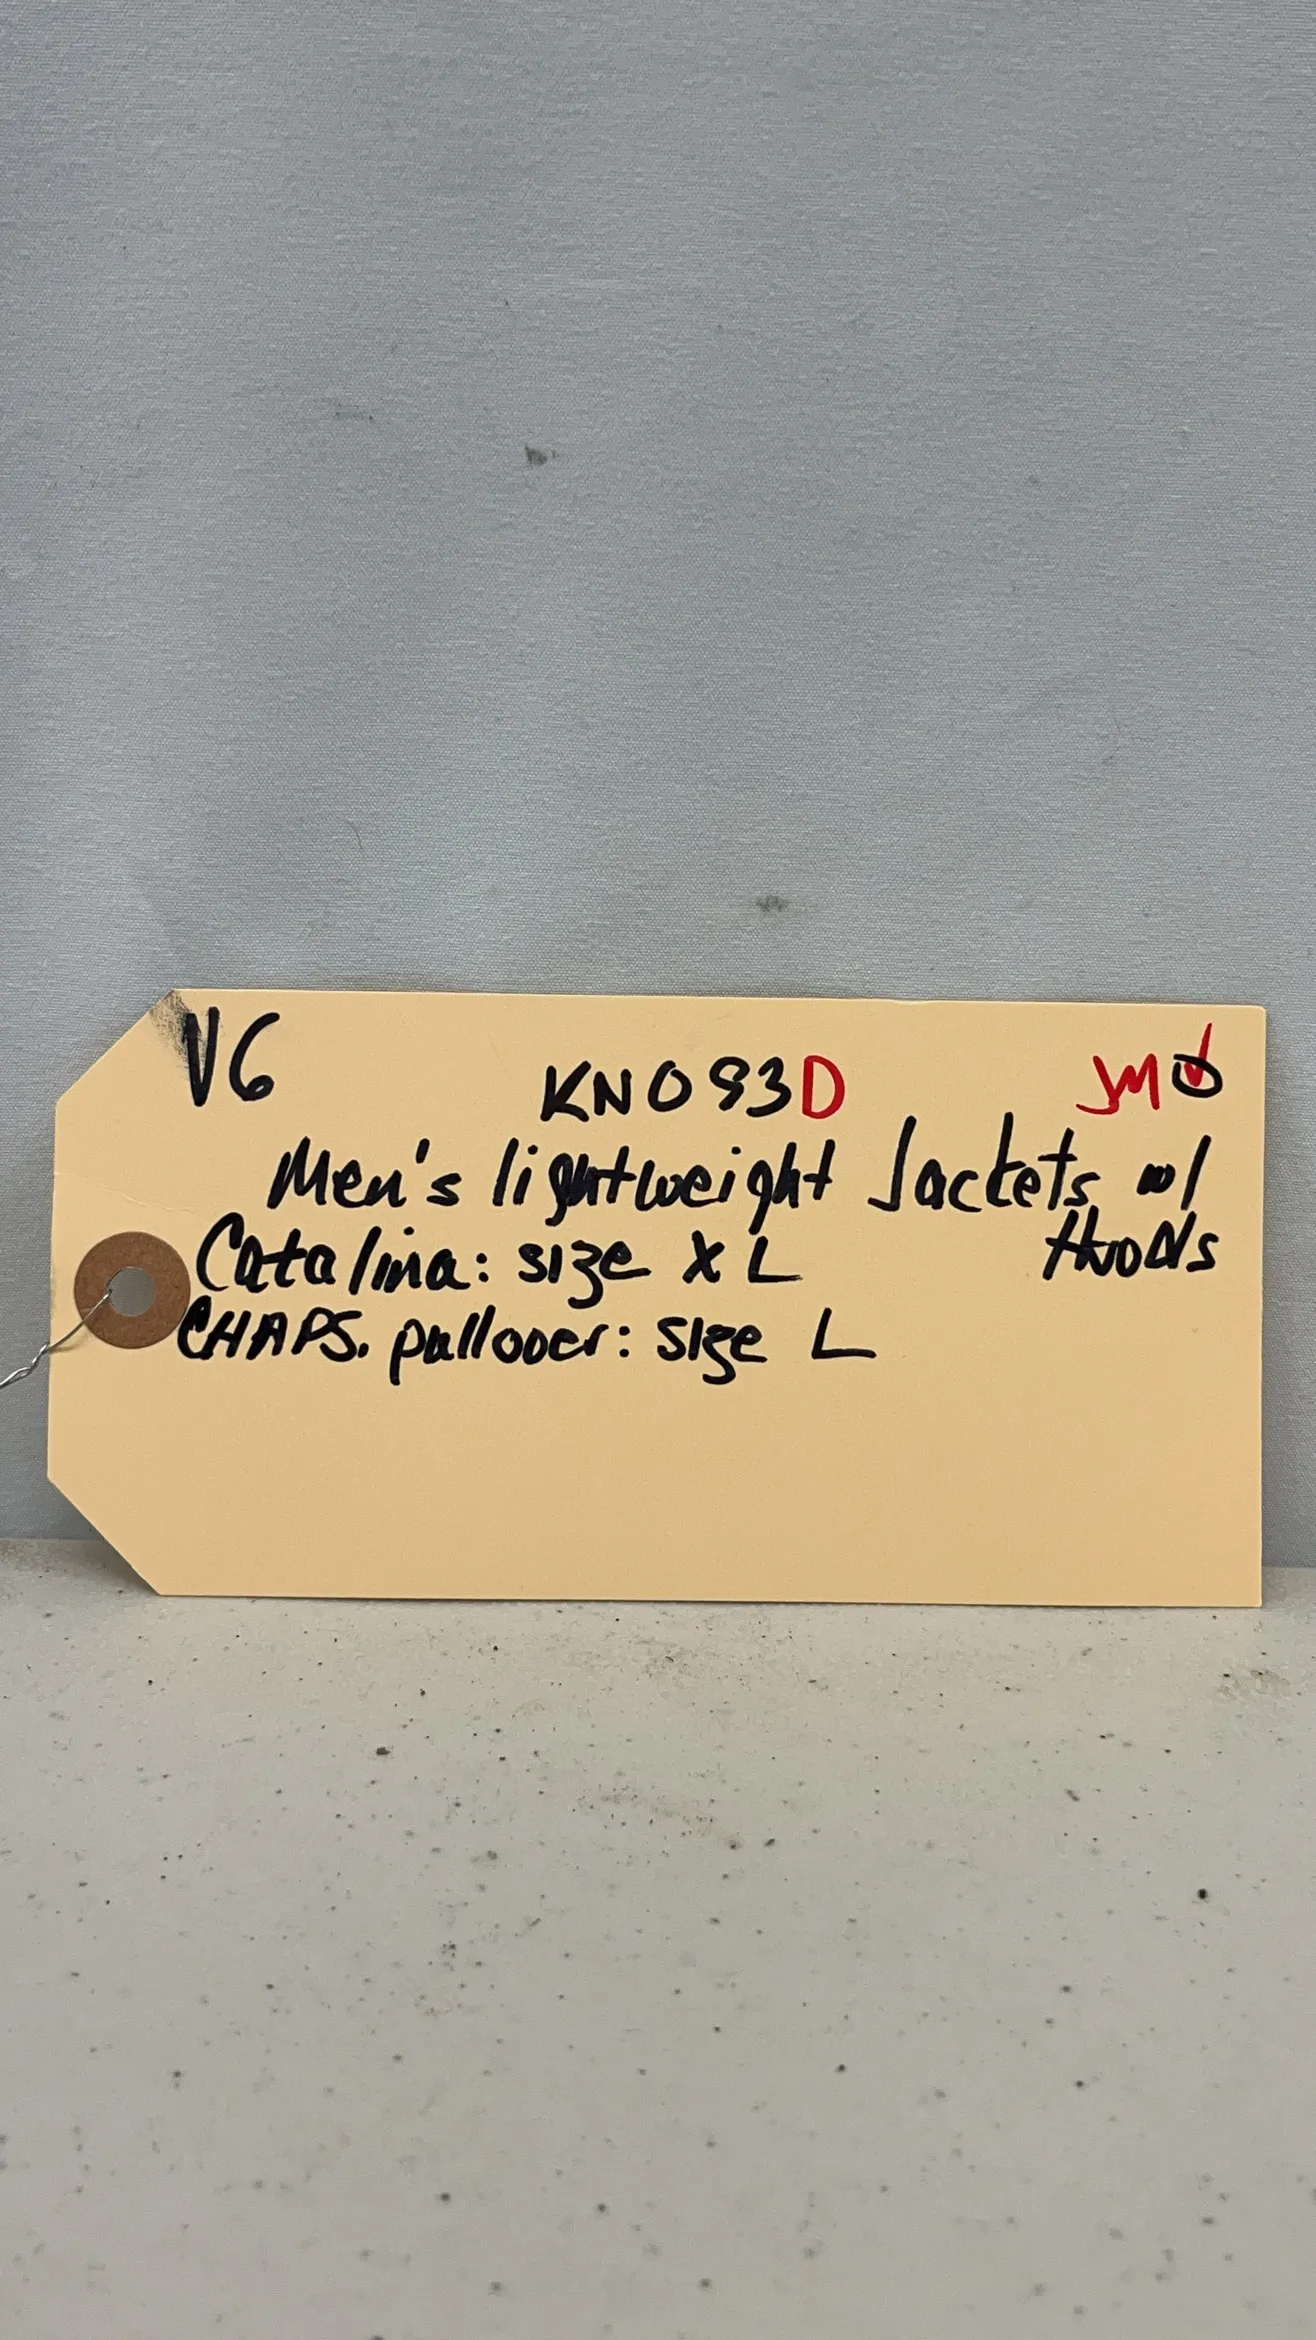 V6 KN093D JM
Men's lightweight Jackets w/
Hoods
Catalina: size XL
CHAPS. pullover: size L